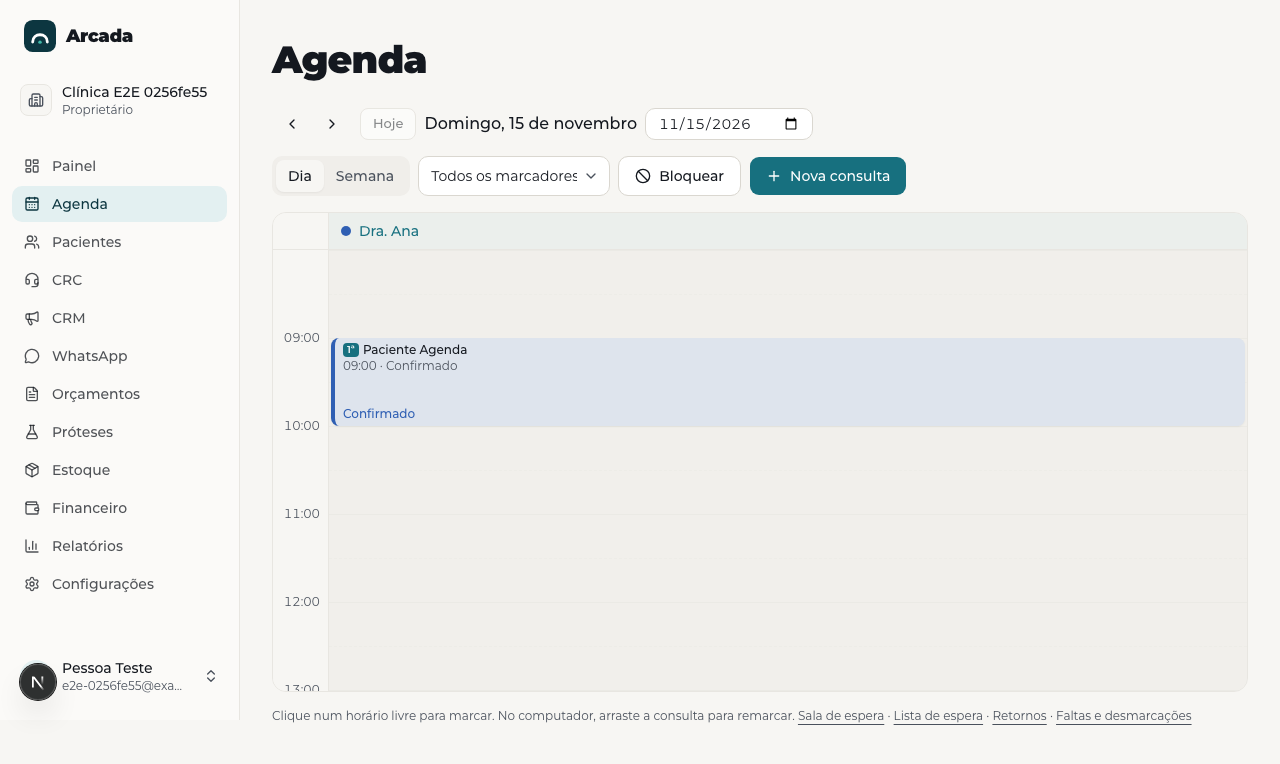 Arcada
Clínica E2E 0256fe55
Proprietário
Painel
Agenda
Pacientes
CRC
CRM
WhatsApp
Orçamentos
Próteses
Estoque
Financeiro
Relatórios
Configurações
N
Pessoa Teste
e2e-0256fe55@exa...
Agenda
Hoje
Domingo, 15 de novembro
11/15/2026
Dia
Semana
Todos os marcadores
Bloquear
Nova consulta
Dra. Ana
09:00
1ª Paciente Agenda
09:00 · Confirmado
Confirmado
10:00
11:00
12:00
13:00
Clique num horário livre para marcar. No computador, arraste a consulta para remarcar. Sala de espera · Lista de espera · Retornos · Faltas e desmarcações